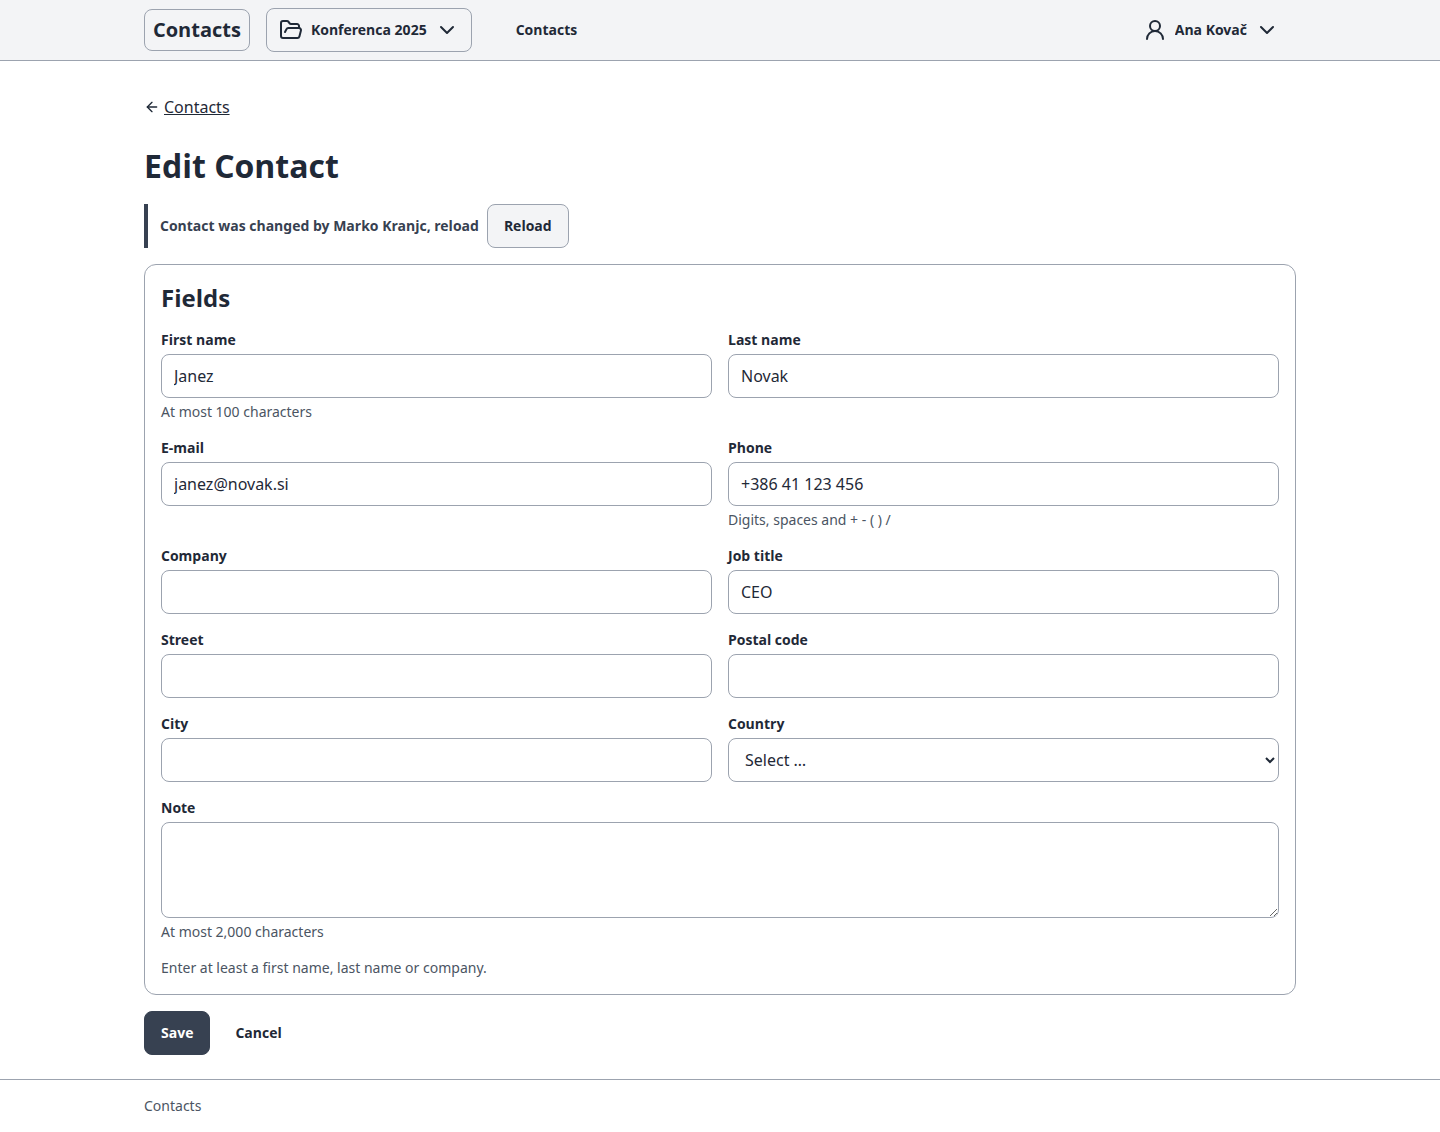 Contacts
Konferenca 2025
Contacts
Ana Kovač
Contacts
Edit Contact
Contact was changed by Marko Kranjc, reload
Reload
Fields
First name
Last name
Janez
Novak
At most 100 characters
E-mail
Phone
janez@novak.si
+386 41 123 456
Digits, spaces and + - ( ) /
Company
Job title
CEO
Street
Postal code
City
Country
Select ...
Note
At most 2,000 characters
Enter at least a first name, last name or company.
Save
Cancel
Contacts